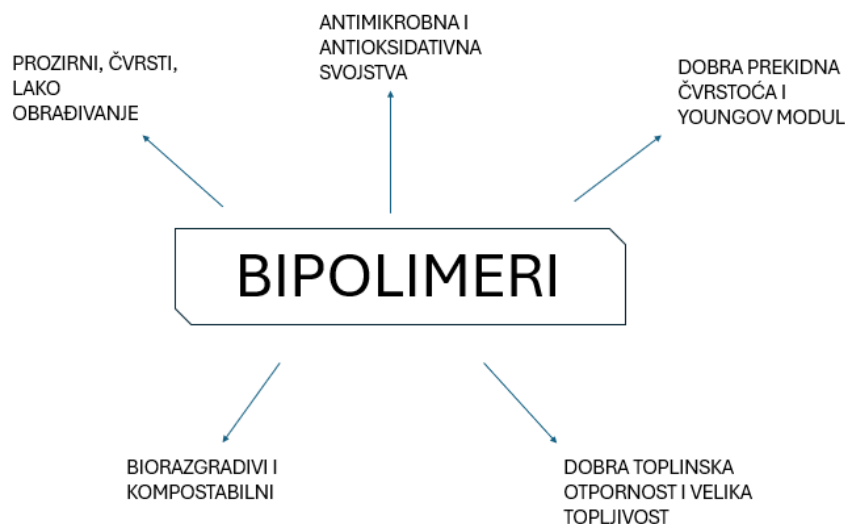 ANTIMIKROBNA I
ANTIOKSIDATIVNA
SVOJSTVA
PROZIRNI, ČVRSTI,
LAKO
OBRAĐIVANJE
DOBRA PREKIDNA
ČVRSTOĆA I
YOUNGOV MODUL
BIPOLIMERI
BIORAZGRADIVI I
KOMPOSTABILNI
DOBRA TOPLINSKA
OTPORNOST I VELIKA
TOPLJIVOST